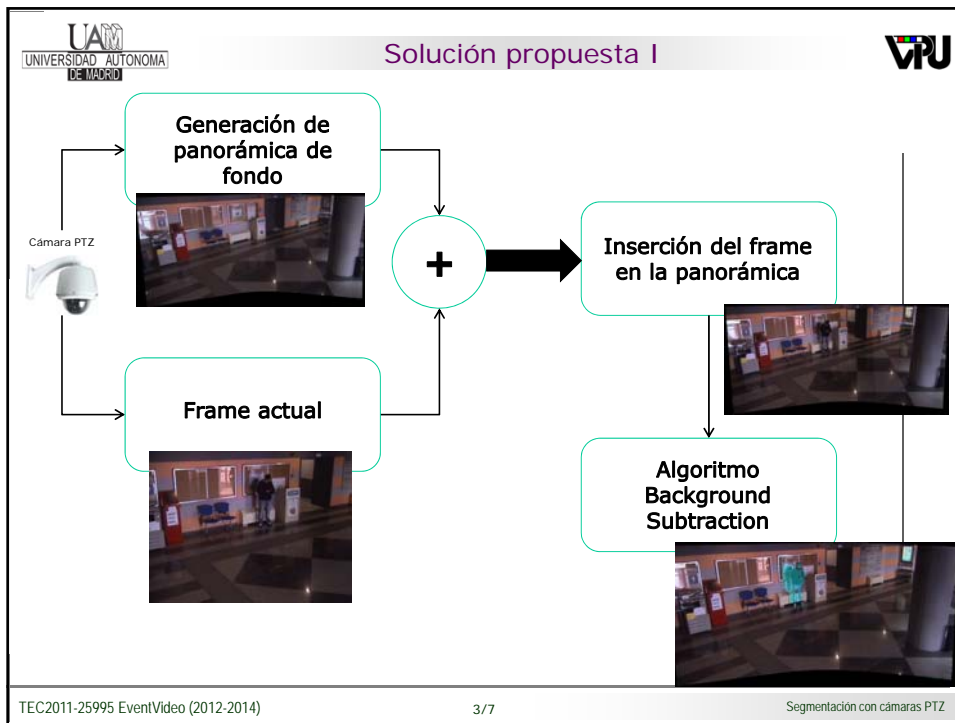 UAM
UNIVERSIDAD AUTONOMA
DE MADRID
Solución propuesta I
VPU
Generación de
panorámica de
fondo
Cámara PTZ
+
Inserción del frame
en la panorámica
Frame actual
Algoritmo
Background
Subtraction
TEC2011-25995 EventVideo (2012-2014)
3/7
Segmentación con cámaras PTZ